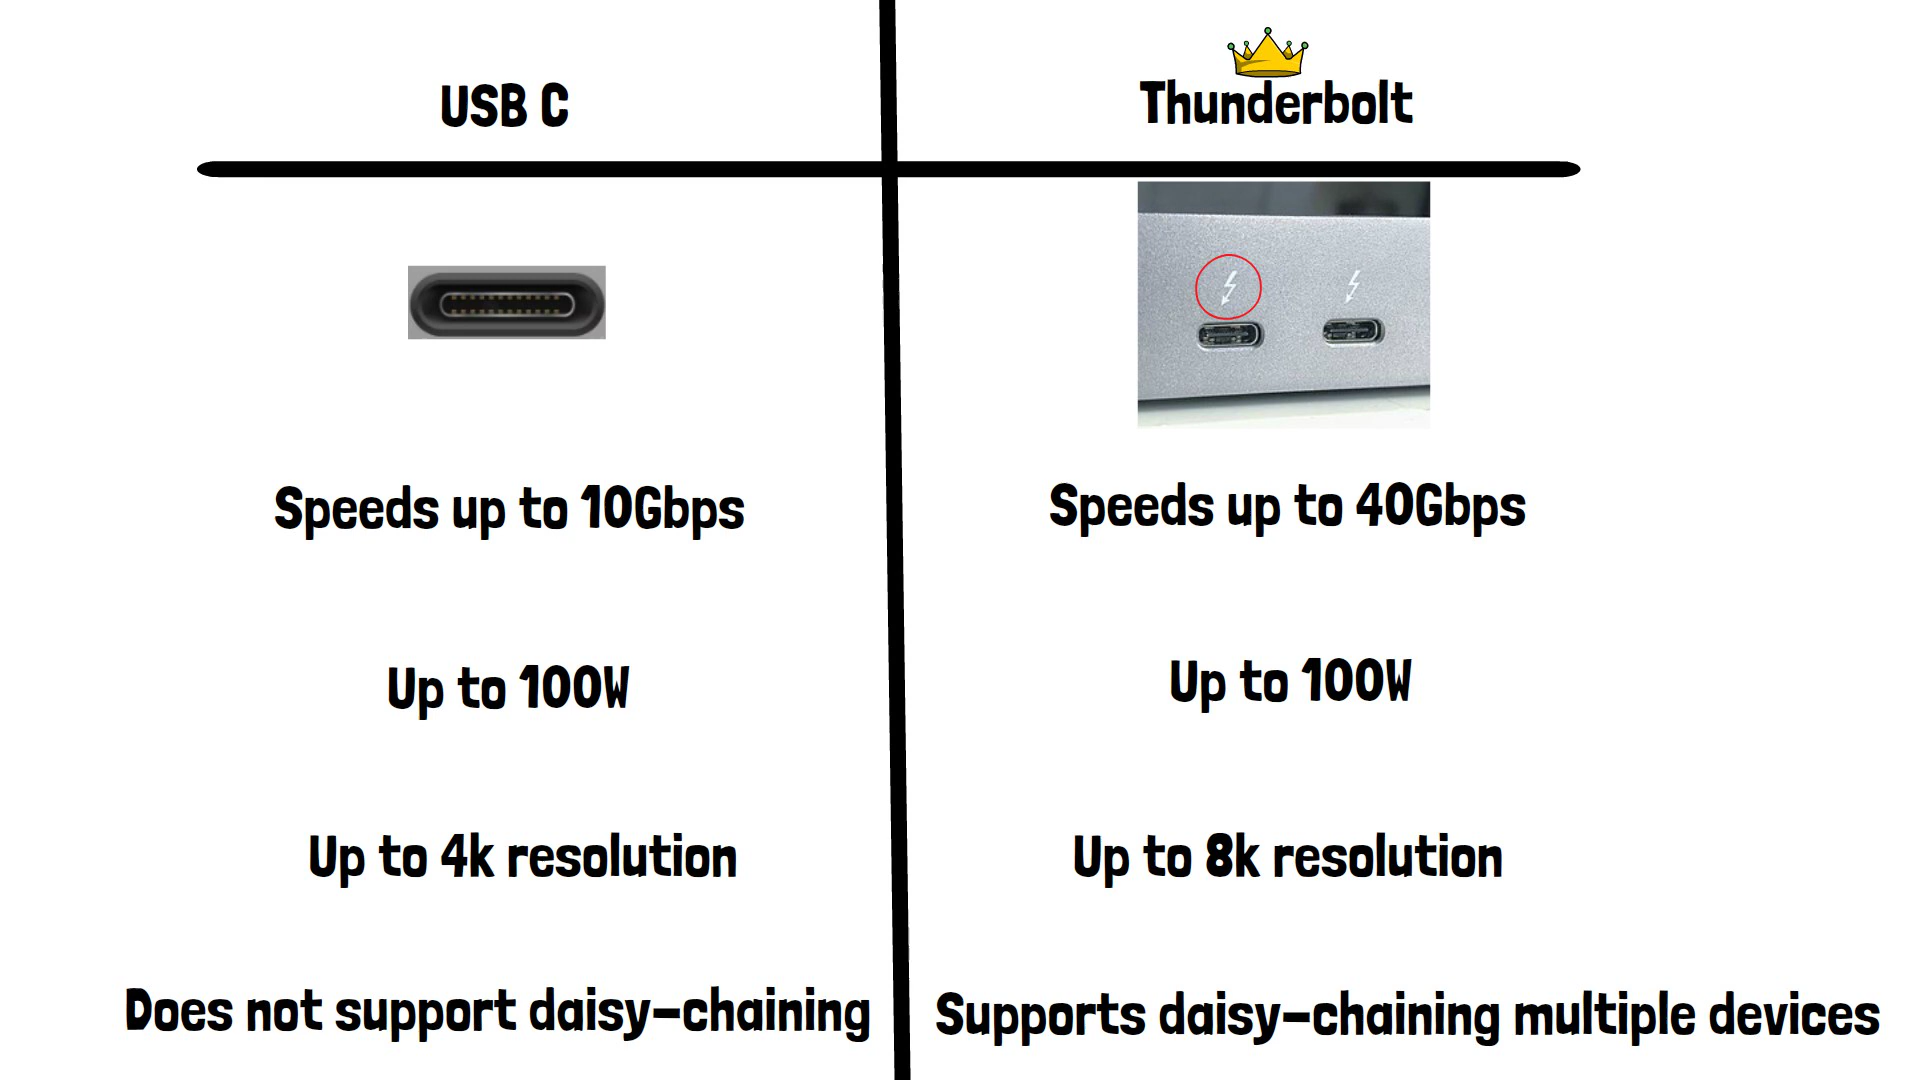 USB C
Thunderbolt
Speeds up to 10Gbps
Speeds up to 40Gbps
Up to 100W
Up to 100W
Up to 4k resolution
Up to 8k resolution
Does not support daisy-chaining
Supports daisy-chaining multiple devices